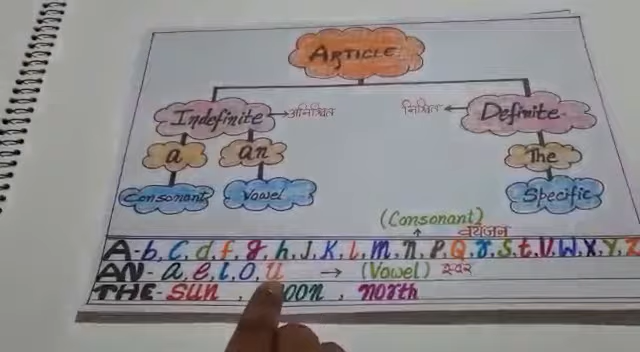 ARTICLE
Indefinite → अनिश्चित निश्चित ← Definite
a an The
Consonant Vowel Specific
(Consonant)
व्यंजन
A-b, C, d, f, g, h, J, K, l, m, n, P, Q, r, S, t, V, W, X, Y, Z
AN- a, e, i, o, u → (Vowel) स्वर
THE- SUN, moon, north